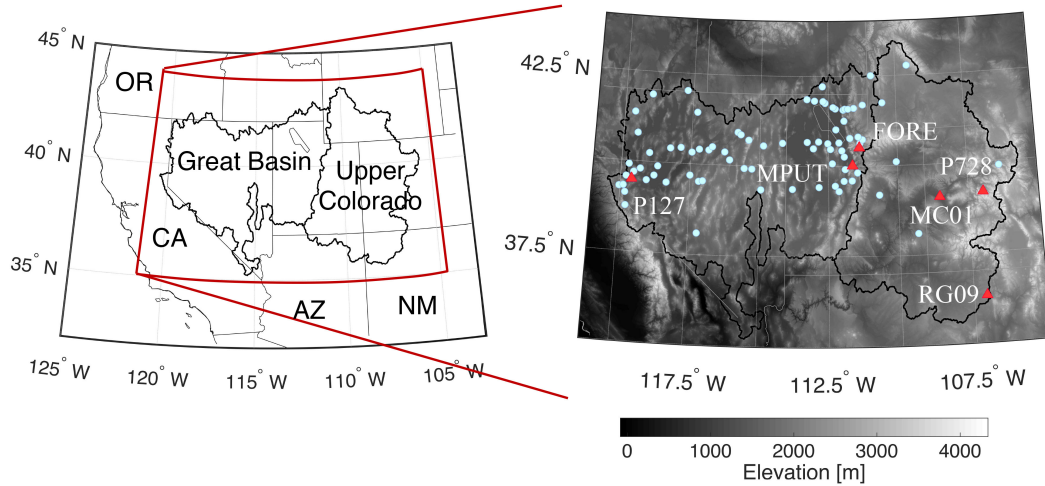 45° N
OR
40° N
Great Basin
Upper
Colorado
CA
35° N
AZ
NM
125° W
120° W
115° W
110° W
105° W
42.5° N
FORE
MPUT
P728
P127
MC01
37.5° N
RG09
117.5° W
112.5° W
107.5° W
0 1000 2000 3000 4000
Elevation [m]